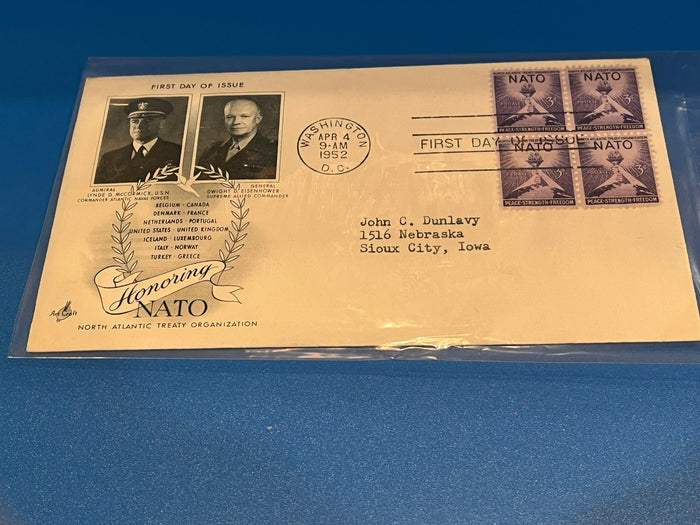 FIRST DAY OF ISSUE
ADMIRAL
LYNDE D. McCORMICK, U.S.N.
COMMANDER ATLANTIC NAVAL FORCES
GENERAL
DWIGHT D. EISENHOWER
SUPREME ALLIED COMMANDER
BELGIUM - CANADA
DENMARK - FRANCE
NETHERLANDS - PORTUGAL
UNITED STATES - UNITED KINGDOM
ICELAND - LUXEMBOURG
ITALY - NORWAY
TURKEY - GREECE
Honoring
NATO
NORTH ATLANTIC TREATY ORGANIZATION
Art Craft
WASHINGTON
APR 4
9-AM
1952
D.C.
FIRST DAY OF ISSUE
NATO
3¢
PEACE-STRENGTH-FREEDOM
NATO
3¢
PEACE-STRENGTH-FREEDOM
NATO
3¢
PEACE-STRENGTH-FREEDOM
NATO
3¢
PEACE-STRENGTH-FREEDOM
John C. Dunlavy
1516 Nebraska
Sioux City, Iowa